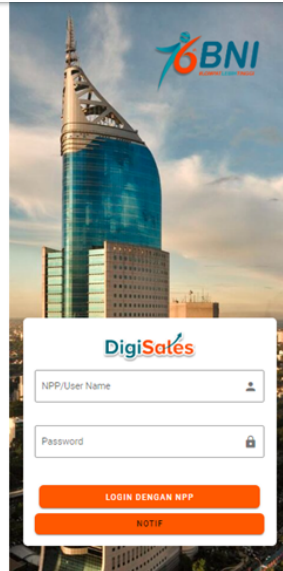 76 BNI
DigiSales
NPP/User Name
Password
LOGIN DENGAN NPP
NOTIF